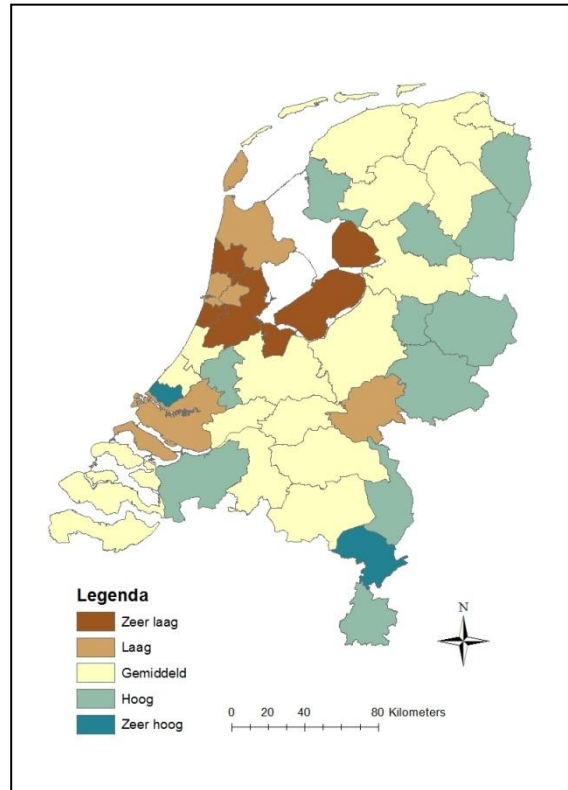 Legenda
Zeer laag
Laag
Gemiddeld
Hoog
Zeer hoog
N
0 20 40 80 Kilometers